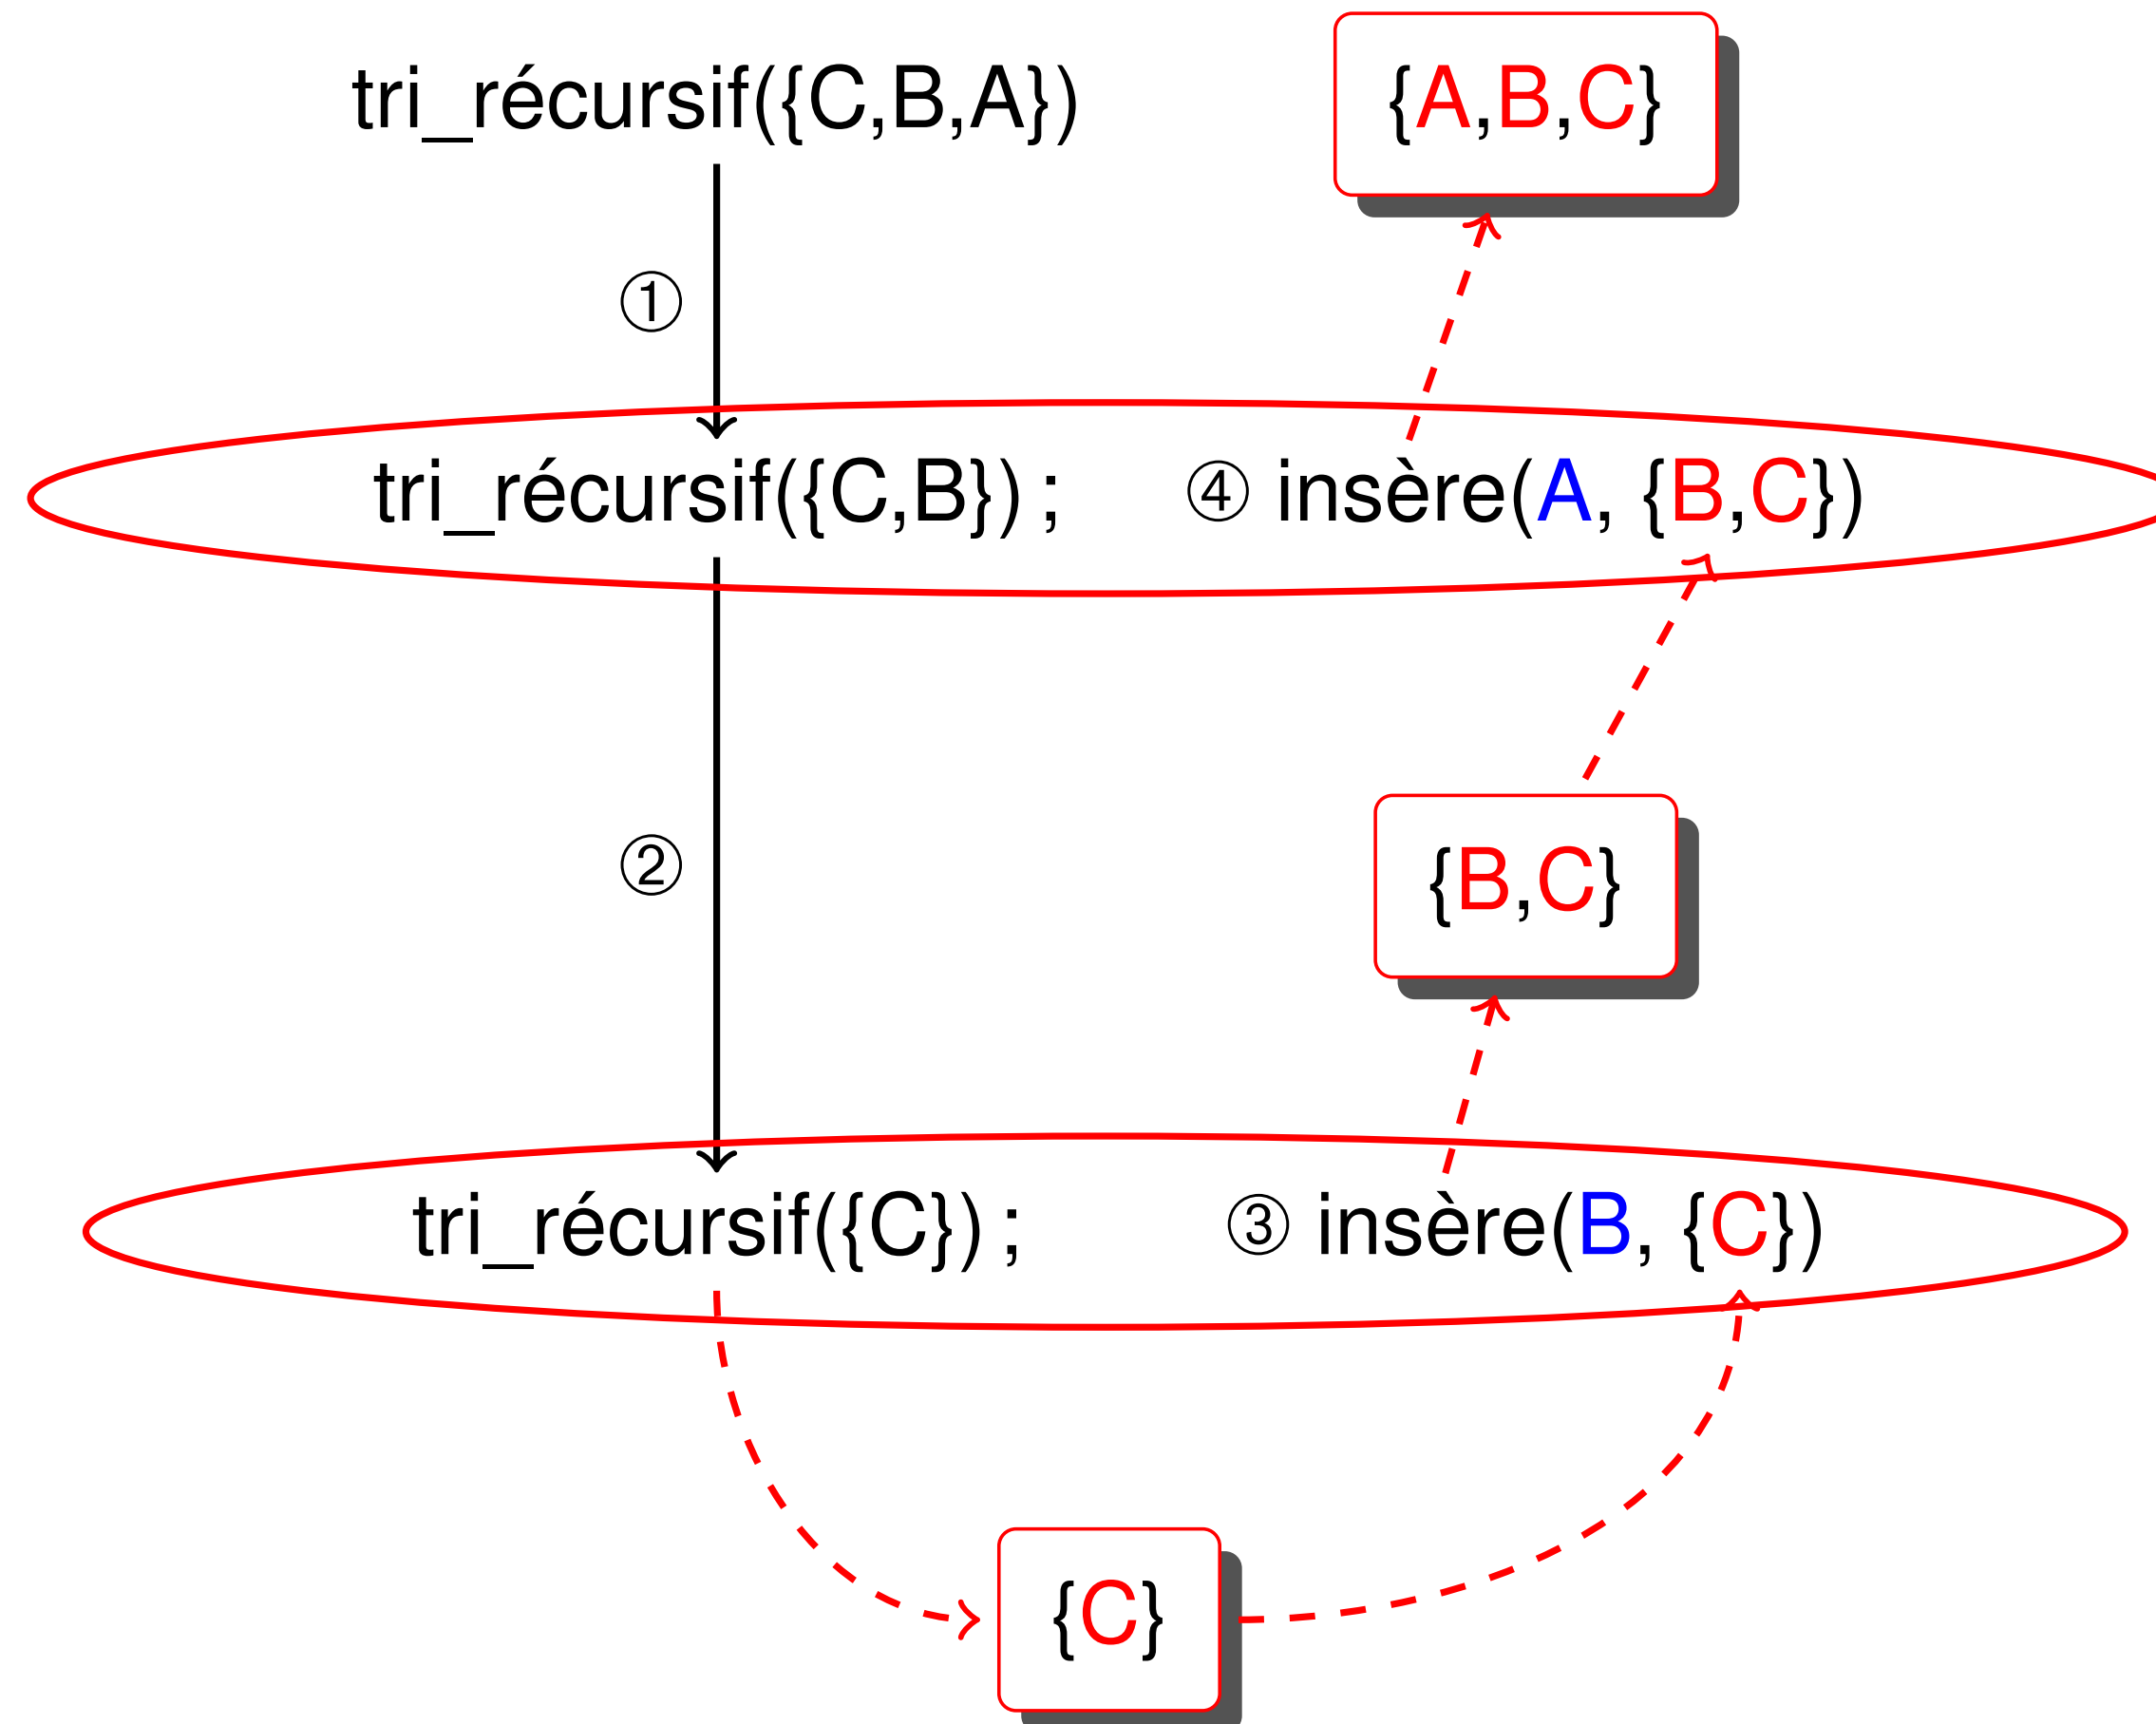 tri_récursif({C,B,A}) {A,B,C}
①
tri_récursif({C,B}) ; ④ insère(A, {B,C})
②
{B,C}
tri_récursif({C}) ; ③ insère(B, {C})
{C}